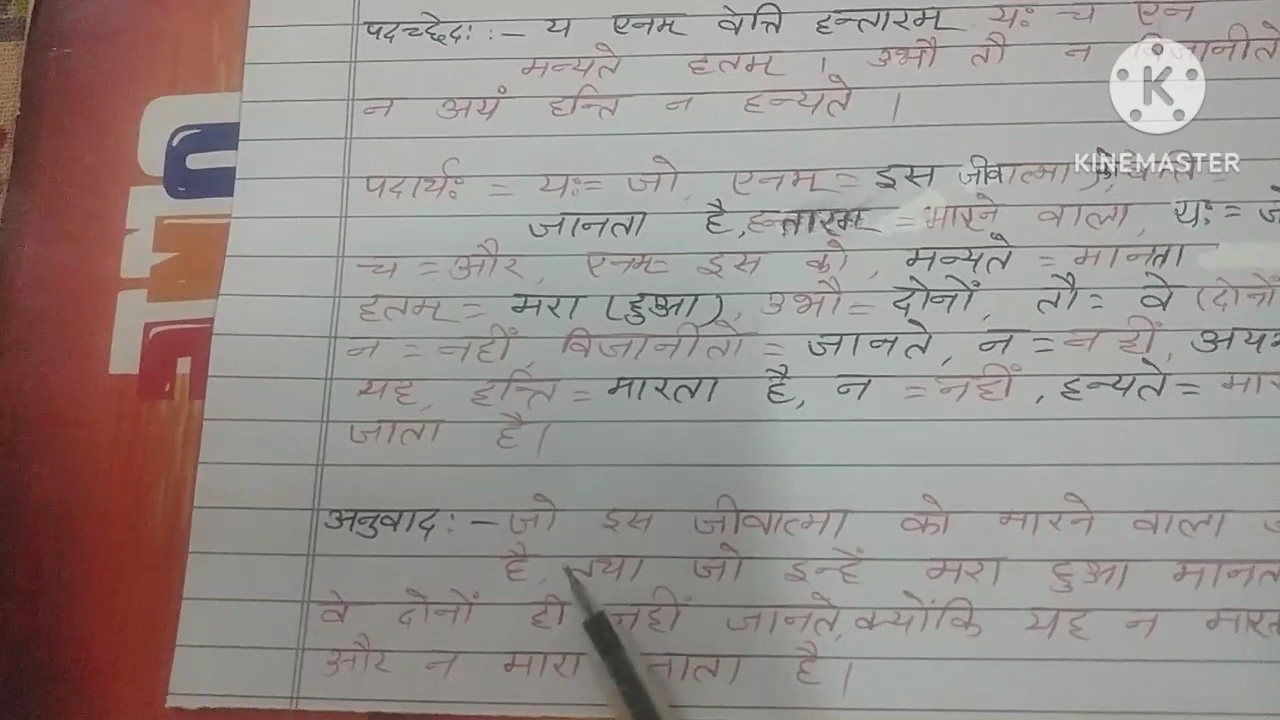 पदच्छेदः :- य एनम् वेत्ति हन्तारम् यः च एन
मन्यते हतम् । उभौ तौ न विजानीतो
न अयं हन्ति न हन्यते ।
पदार्थः = यः= जो, एनम्= इस जीवात्मा
जानता है, हन्तारम् =मारने वाला, यः=
च =और, एनम्= इस को, मन्यते = मानता
हतम्= मरा (हुआ), उभौ= दोनों, तौ= वे (दोनों
न = नहीं, विजानीतो = जानते, न = नहीं, अयं=
यह, हन्ति = मारता है, न = नहीं, हन्यते=
जाता है।
अनुवादः - जो इस जीवात्मा को मारने वाला
है, तथा जो इन्हें मरा हुआ मानत
वे दोनों ही नहीं जानते, क्योंकि यह न मारत
और न मारा जाता है।
K
KINEMASTER